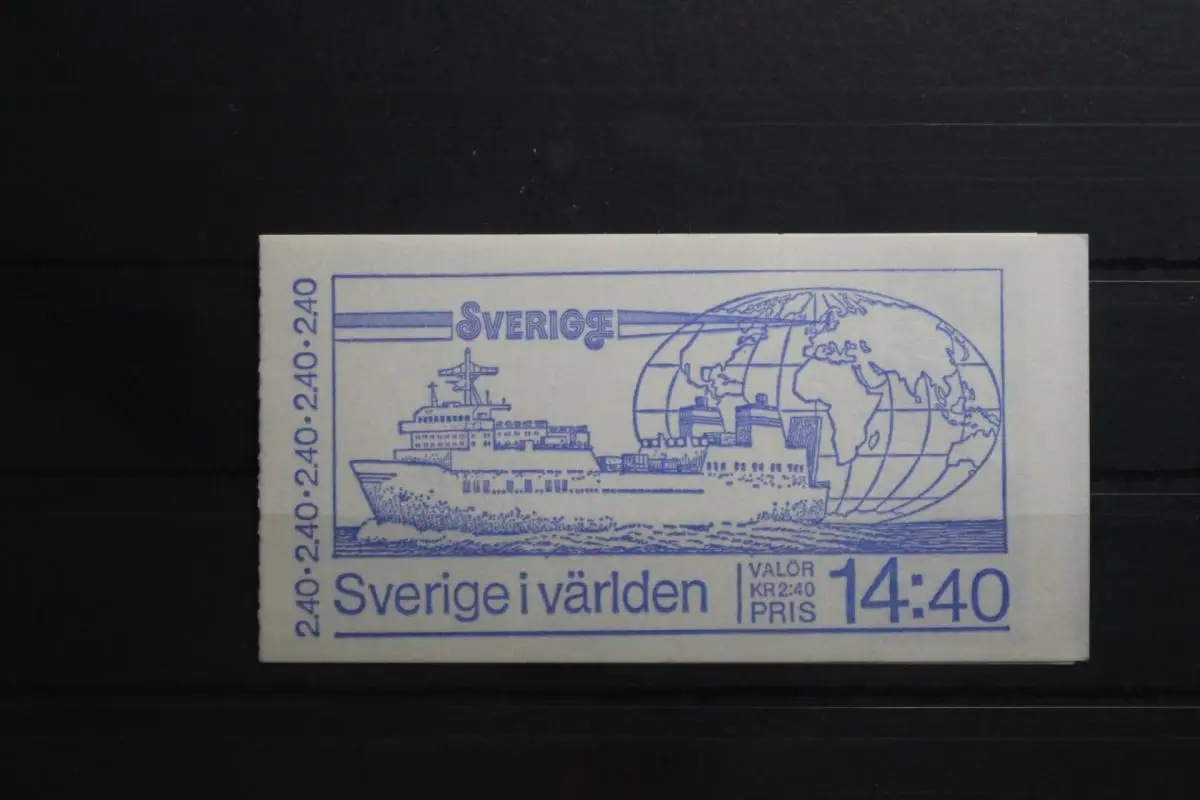 SVERIGE
2.40 • 2.40 • 2.40 • 2.40 • 2.40 • 2.40
Sverige i världen
VALÖR
KR 2:40
PRIS
14:40